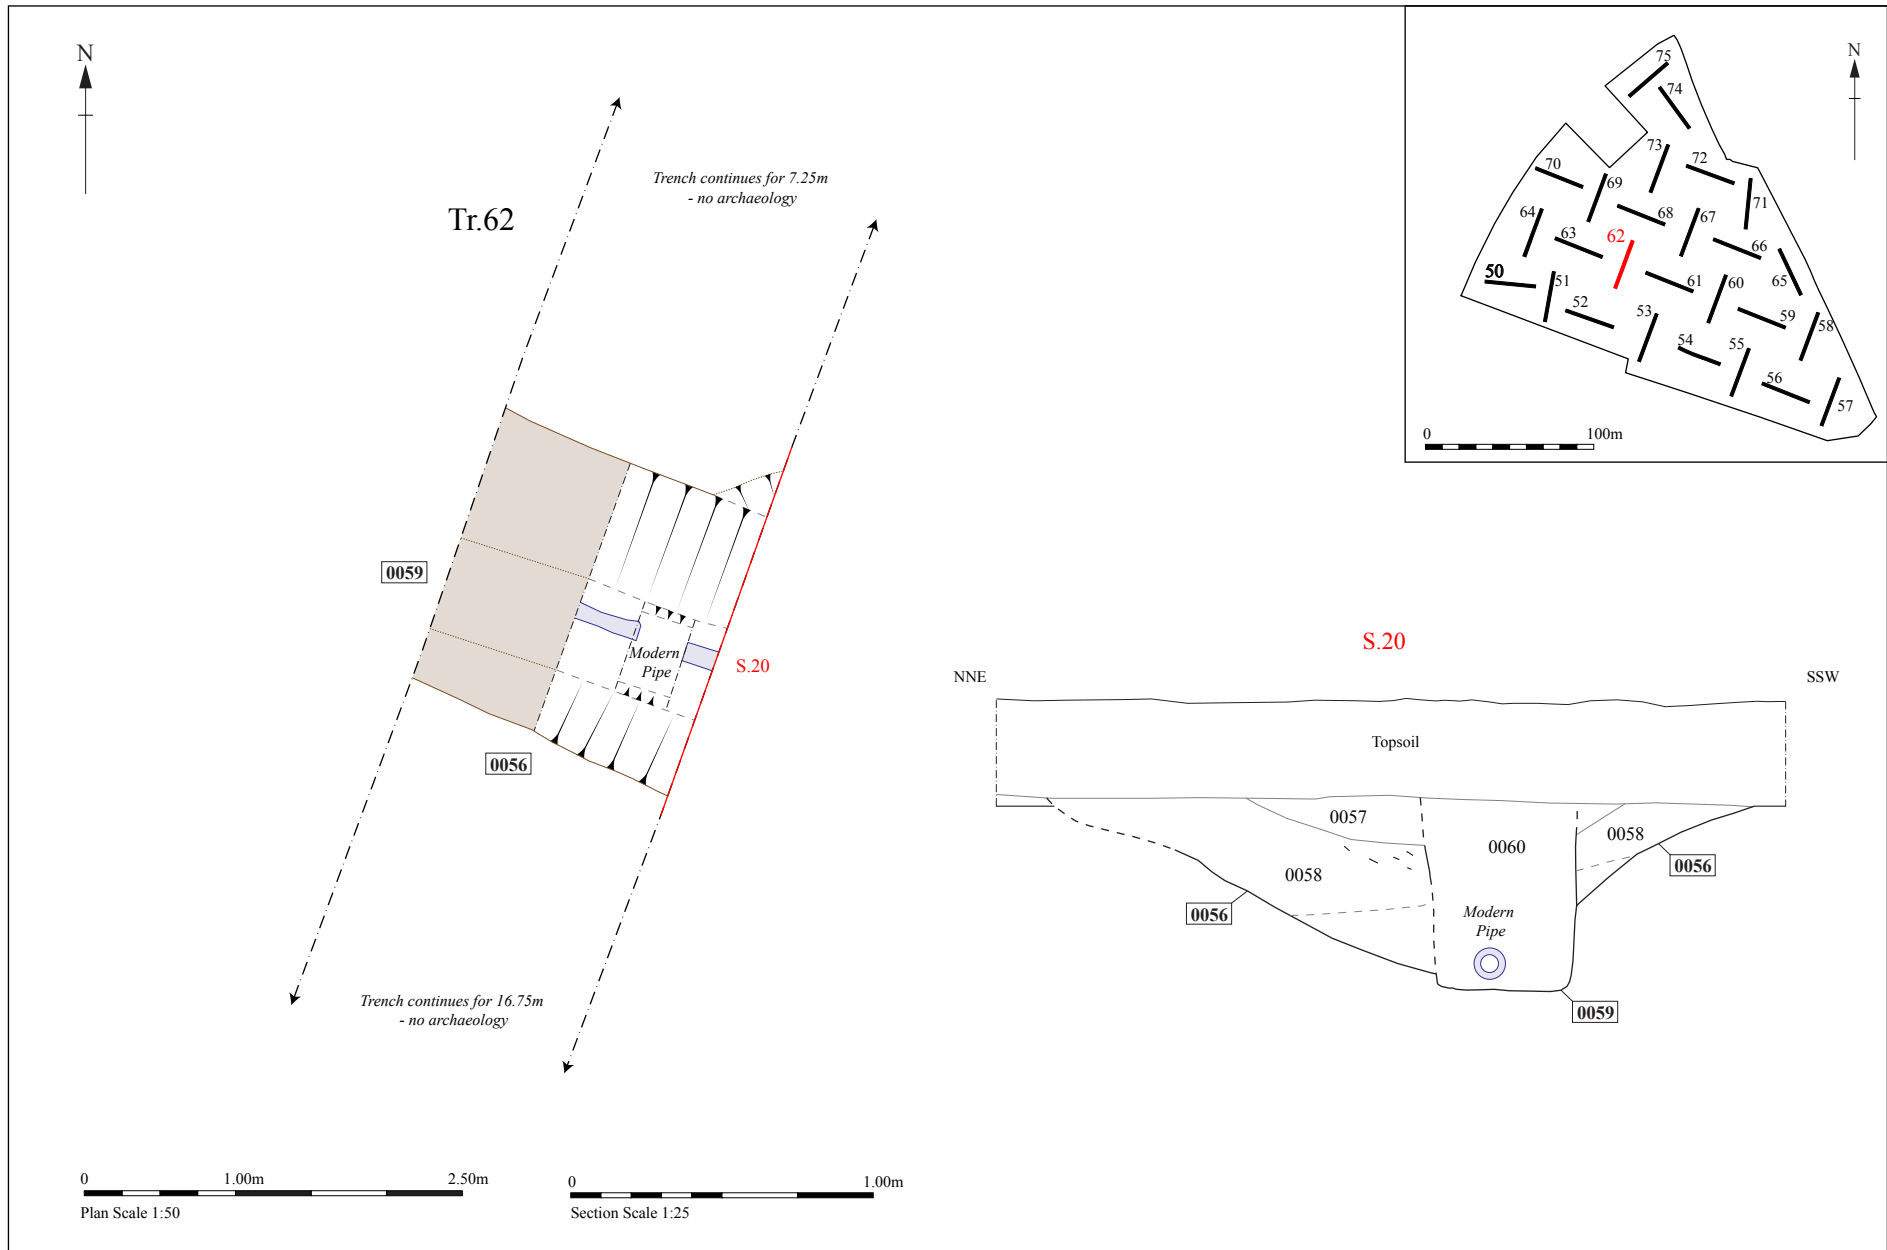 N
Tr.62
Trench continues for 7.25m
- no archaeology
0059
Modern
Pipe
S.20
0056
Trench continues for 16.75m
- no archaeology
0 1.00m 2.50m
Plan Scale 1:50
0 1.00m
Section Scale 1:25
N
75
74
73
72
70
69
71
64
68
67
63
62
66
50
51
61
60
65
52
53
59
58
54
55
56
57
0 100m
S.20
NNE SSW
Topsoil
0057
0058
0060
0058
0056
0056
Modern
Pipe
0059